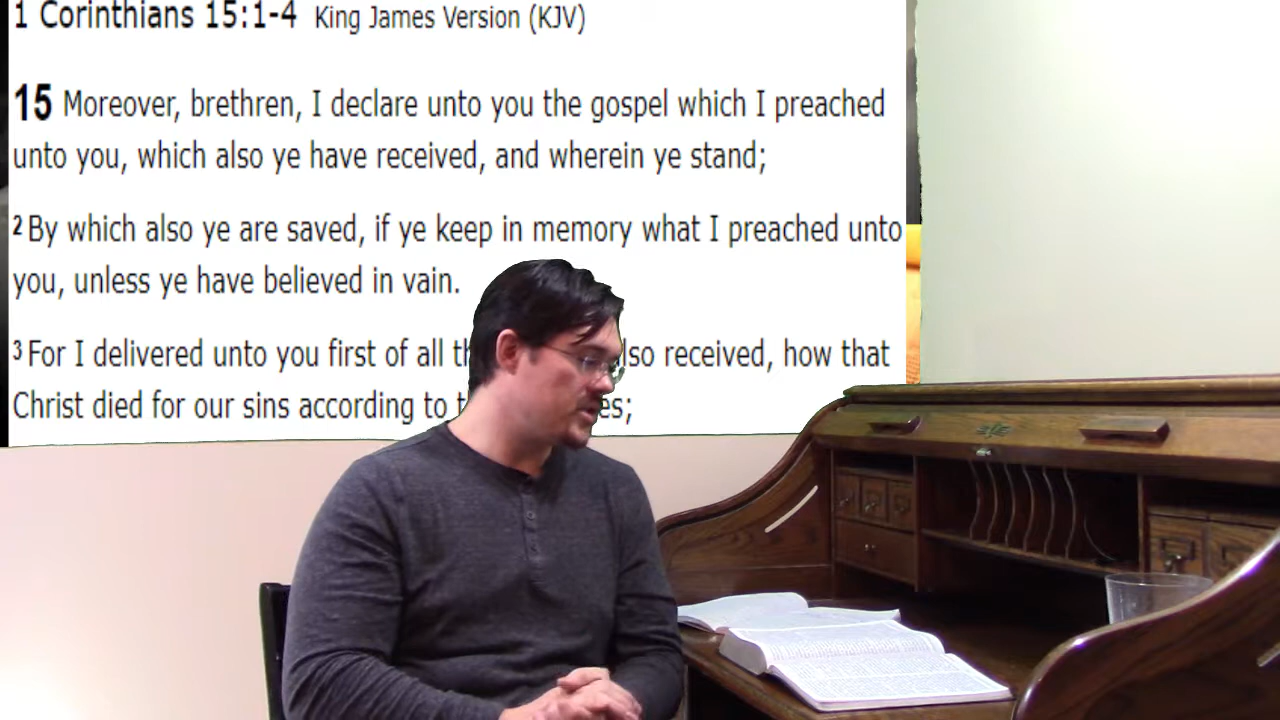 1 Corinthians 15:1-4 King James Version (KJV)
15 Moreover, brethren, I declare unto you the gospel which I preached
unto you, which also ye have received, and wherein ye stand;
2 By which also ye are saved, if ye keep in memory what I preached unto
you, unless ye have believed in vain.
3 For I delivered unto you first of all received, how that
Christ died for our sins according to